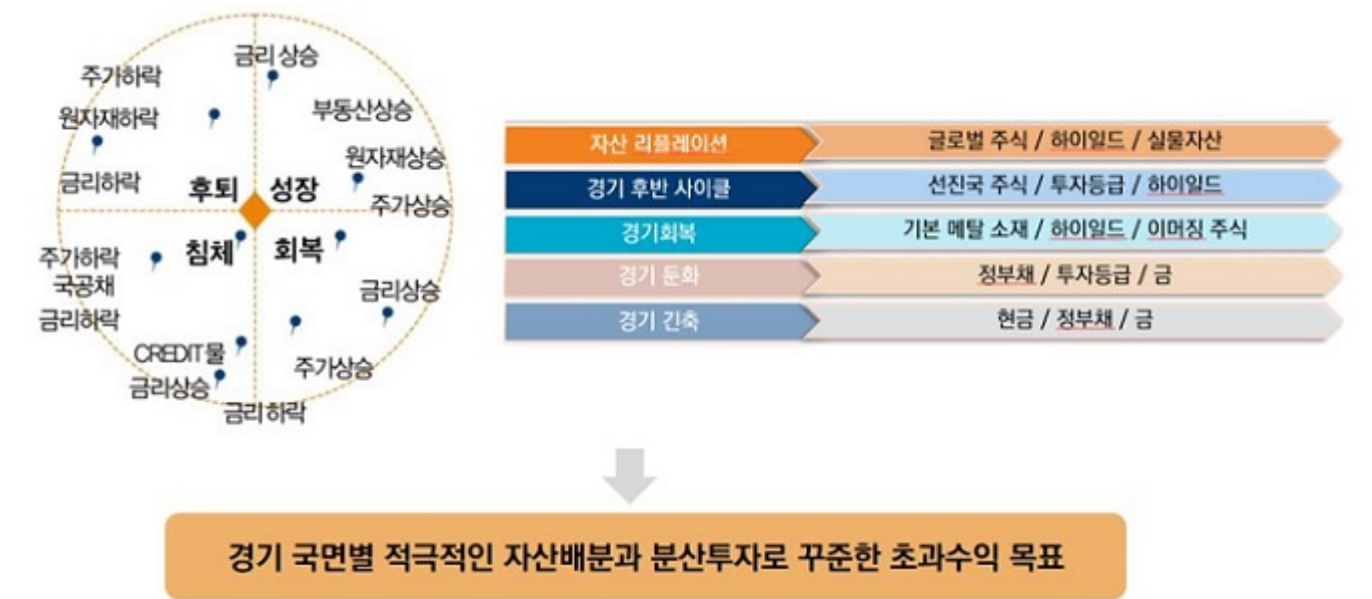 금리 상승
주가하락
부동산상승
원자재하락
원자재상승
금리하락
후퇴
성장
주가상승
침체
회복
주가하락
국공채
금리하락
금리상승
CREDIT물
주가상승
금리상승
금리 하락
자산 리플레이션
글로벌 주식 / 하이일드 / 실물자산
경기 후반 사이클
선진국 주식 / 투자등급 / 하이일드
경기회복
기본 메탈 소재 / 하이일드 / 이머징 주식
경기 둔화
정부채 / 투자등급 / 금
경기 긴축
현금 / 정부채 / 금
경기 국면별 적극적인 자산배분과 분산투자로 꾸준한 초과수익 목표